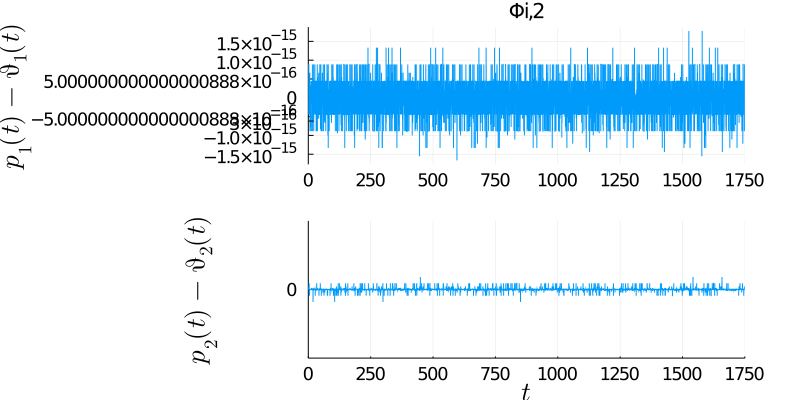 Φi,2
p₁(t) − ϑ₁(t)
1.5×10⁻¹⁵
1.0×10⁻¹⁵
5.0000000000000000888×10⁻¹⁶
0
−5.0000000000000000888×10⁻¹⁶
−1.0×10⁻¹⁵
−1.5×10⁻¹⁵
0 250 500 750 1000 1250 1500 1750
p₂(t) − ϑ₂(t)
0
0 250 500 750 1000 1250 1500 1750
t